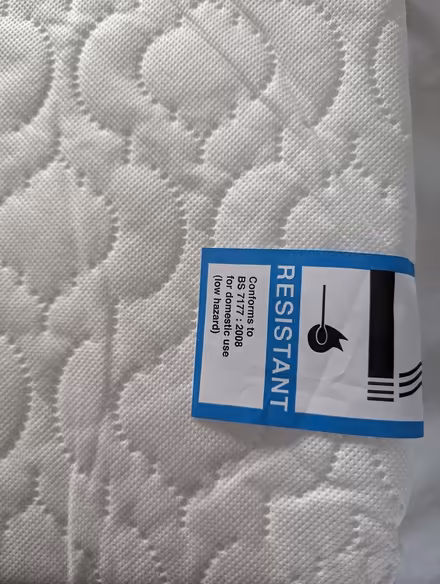 RESISTANT
Conforms to
BS 7177 : 2008
for domestic use
(low hazard)